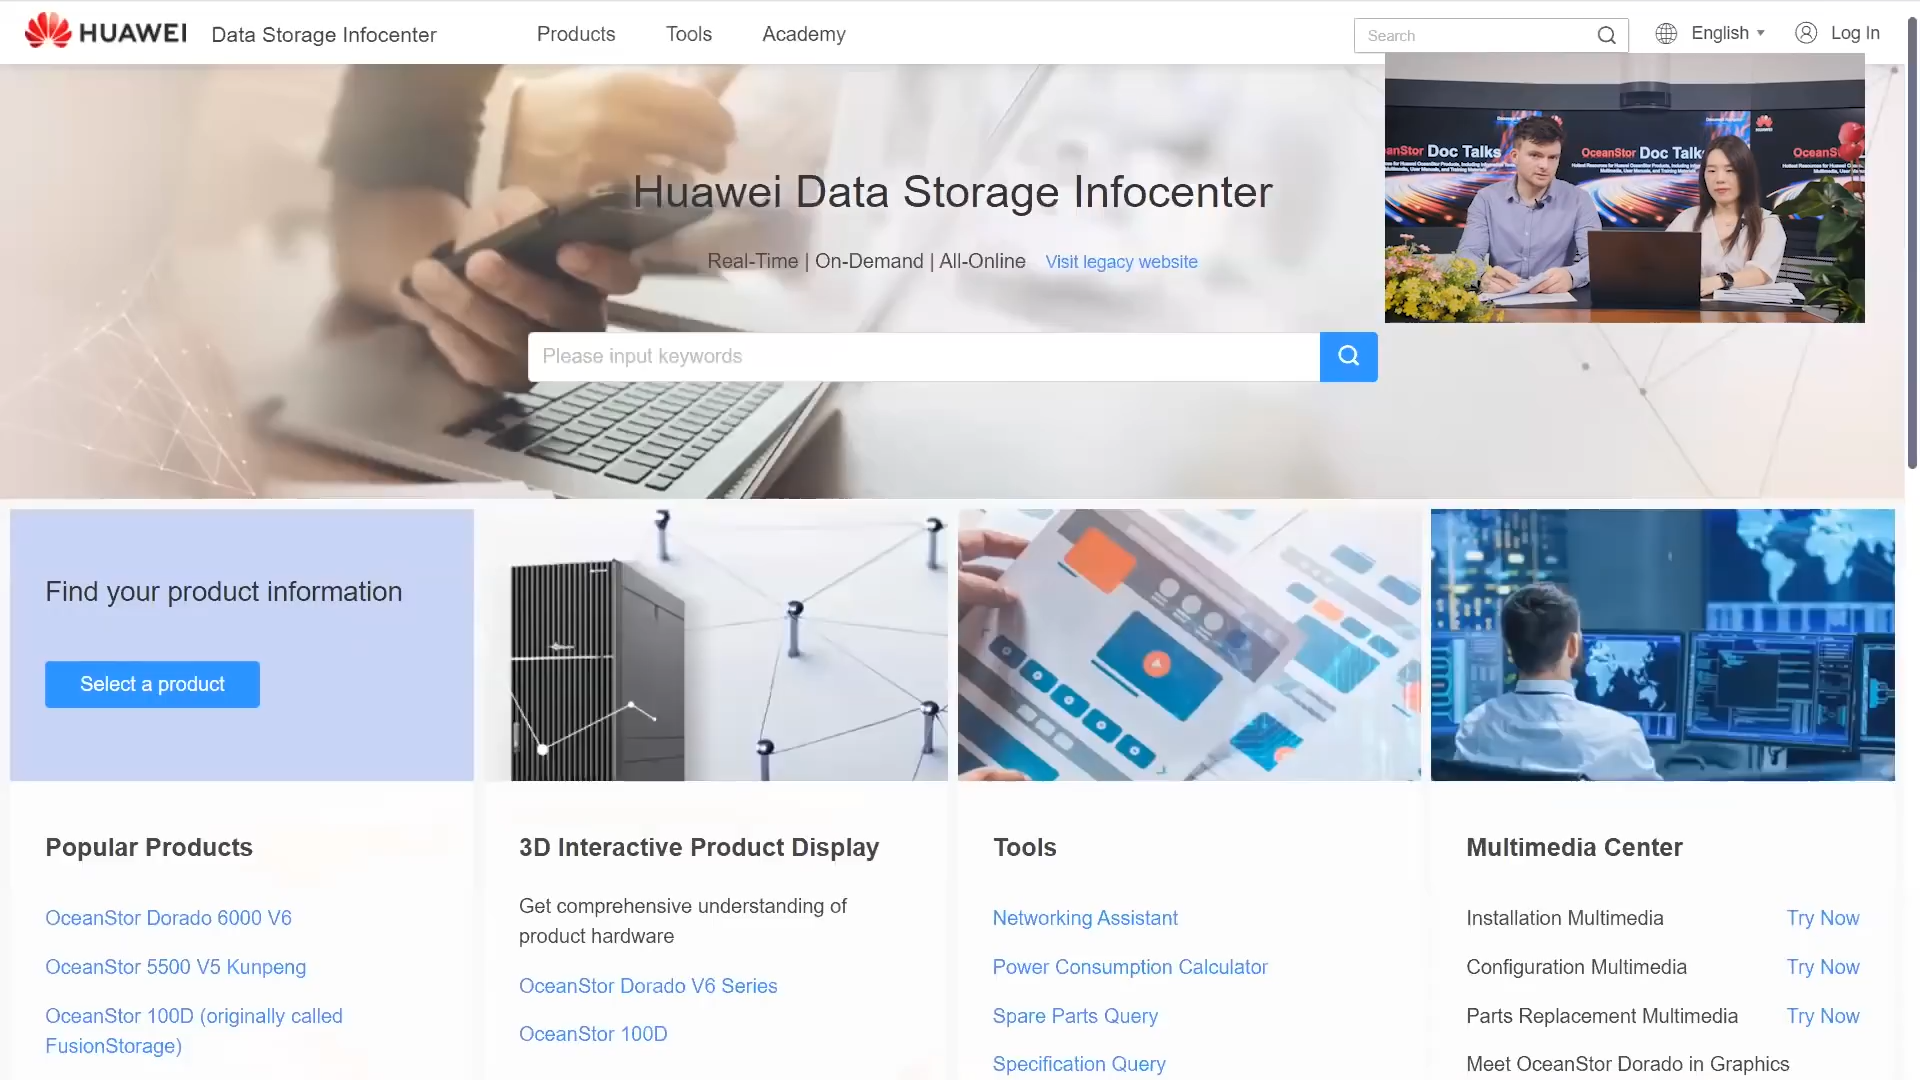 HUAWEI Data Storage Infocenter
Products
Tools
Academy
Search
English
Log In
OceanStor Doc Talks
HUAWEI
Huawei Data Storage Infocenter
Real-Time | On-Demand | All-Online
Visit legacy website
Please input keywords
Find your product information
Select a product
Popular Products
OceanStor Dorado 6000 V6
OceanStor 5500 V5 Kunpeng
OceanStor 100D (originally called
FusionStorage)
3D Interactive Product Display
Get comprehensive understanding of
product hardware
OceanStor Dorado V6 Series
OceanStor 100D
Tools
Networking Assistant
Power Consumption Calculator
Spare Parts Query
Specification Query
Multimedia Center
Installation Multimedia Try Now
Configuration Multimedia Try Now
Parts Replacement Multimedia Try Now
Meet OceanStor Dorado in Graphics